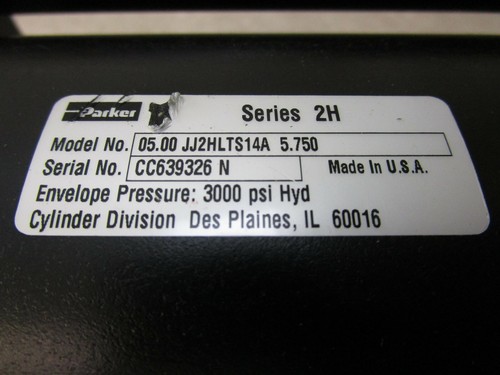 Parker Series 2H
Model No. 05.00 JJ2HLTS14A 5.750
Serial No. CC639326 N Made In U.S.A.
Envelope Pressure: 3000 psi Hyd
Cylinder Division Des Plaines, IL 60016